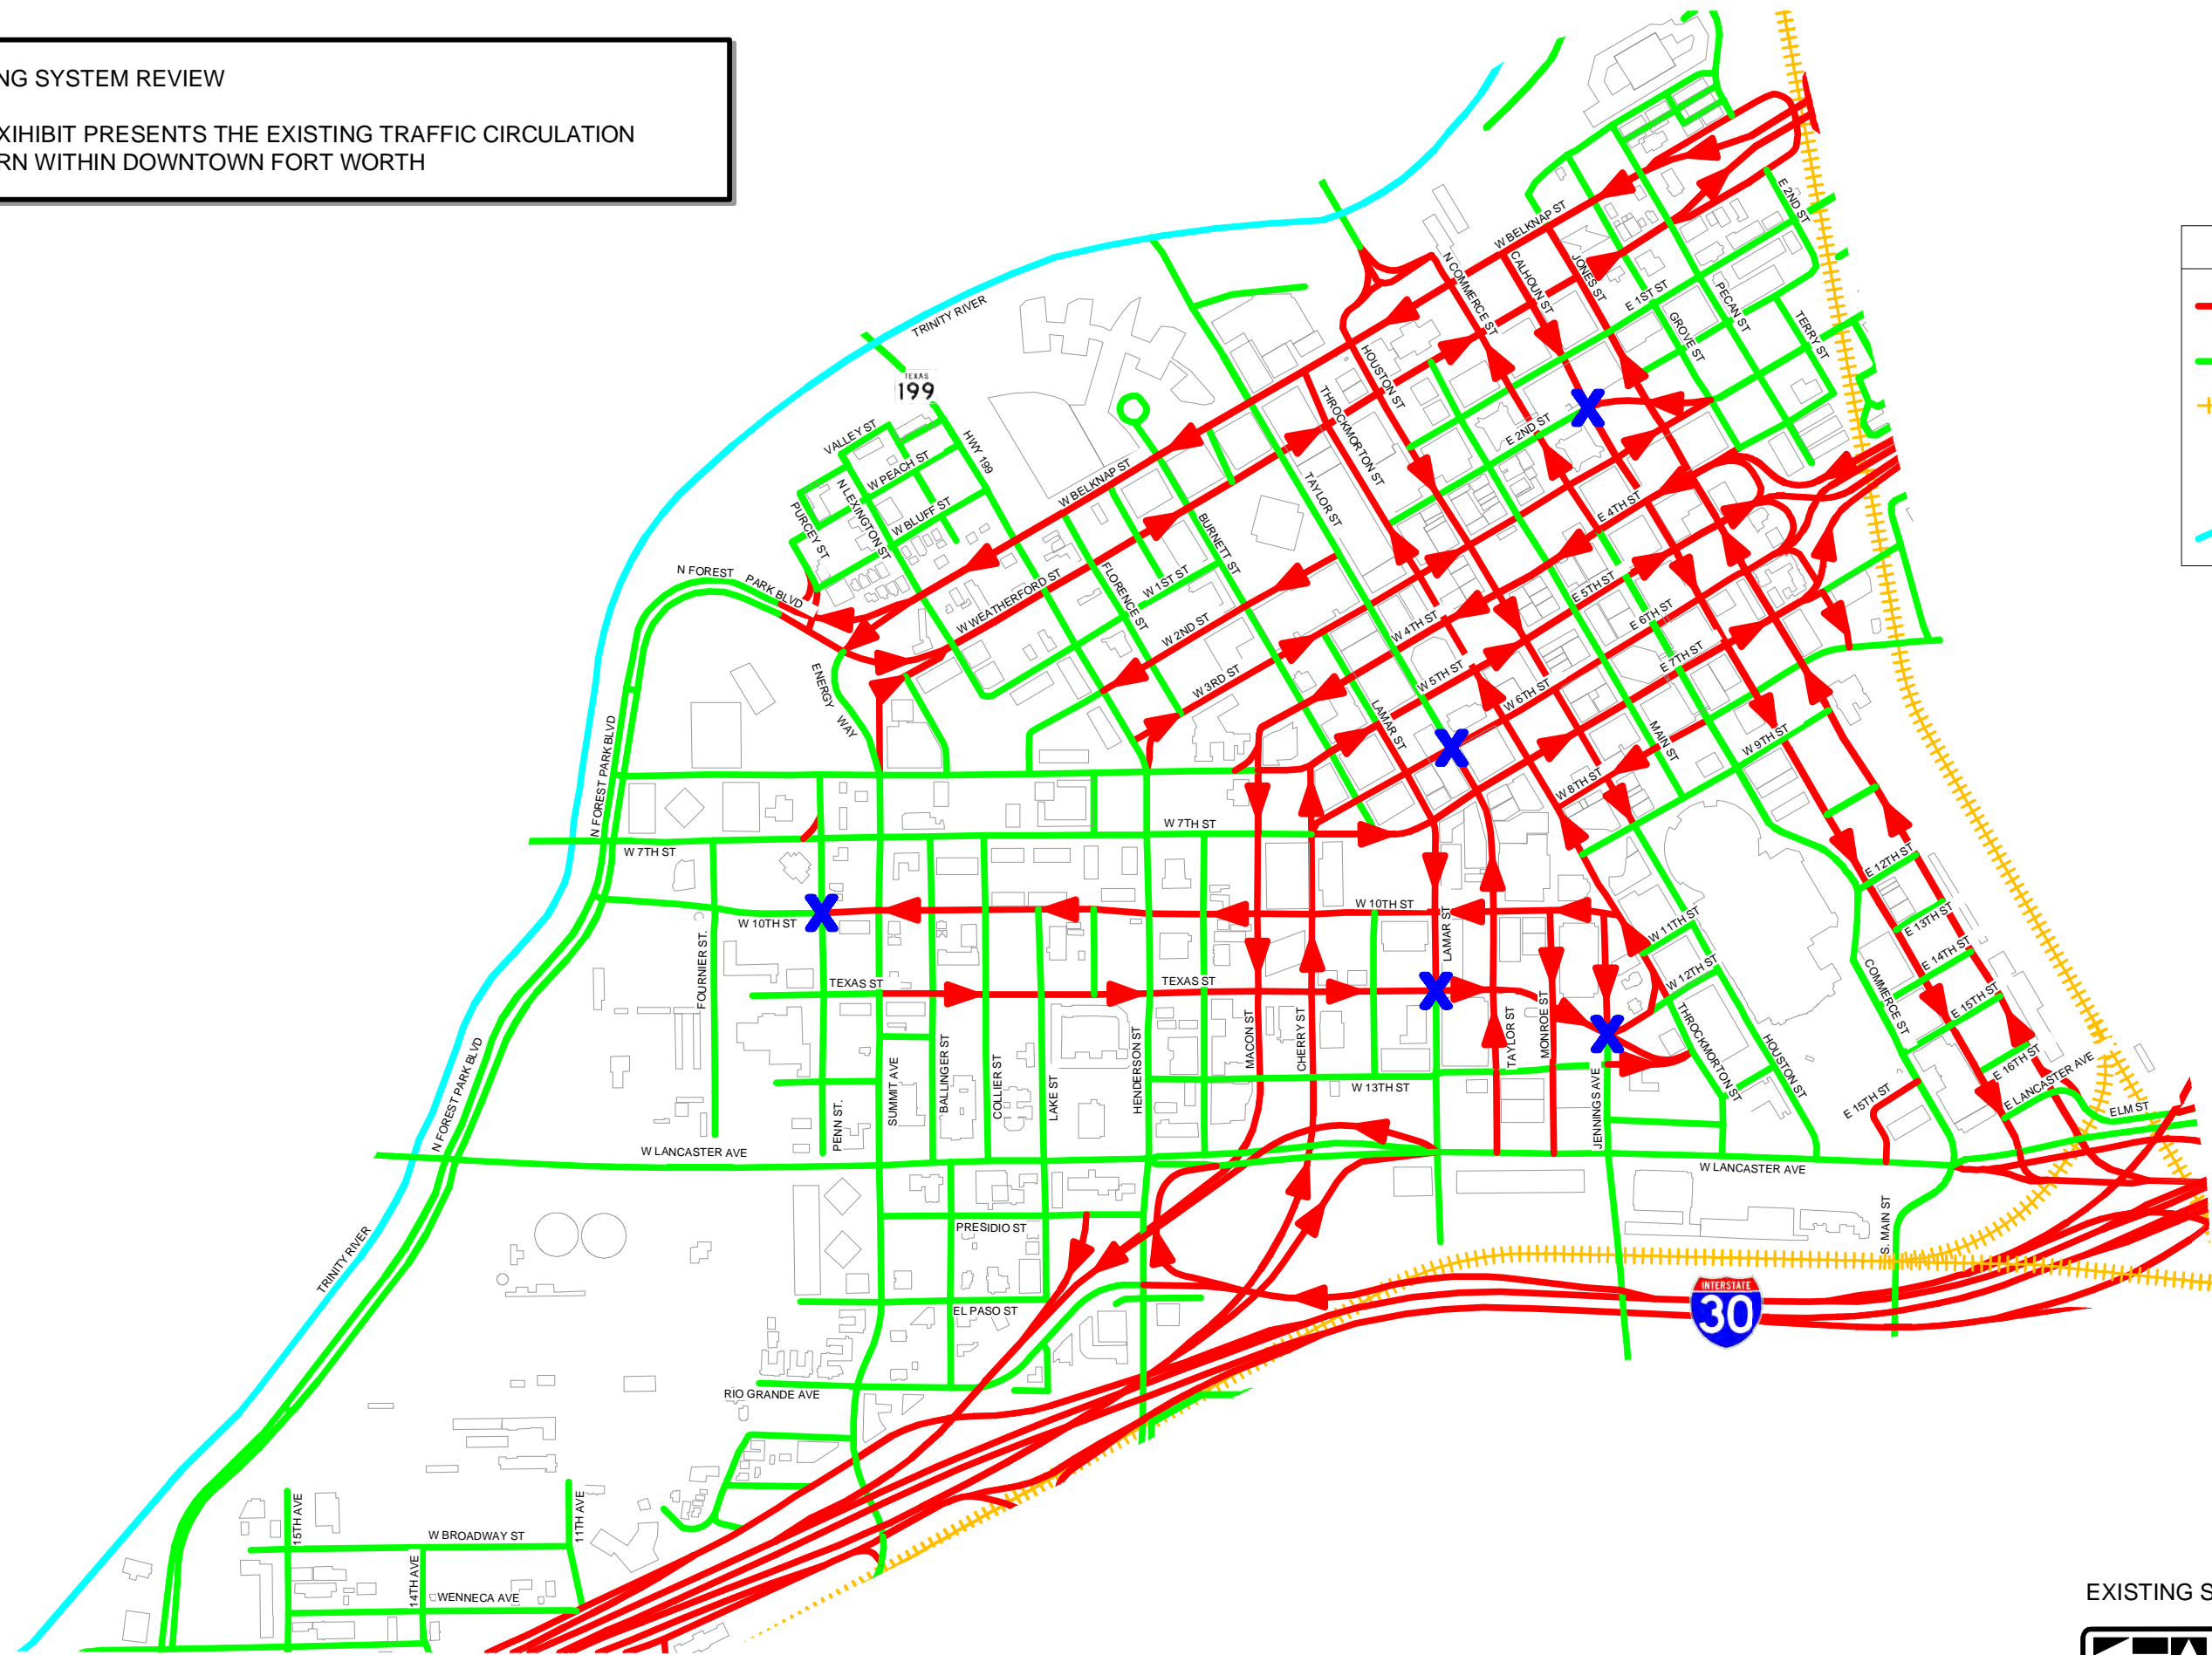 NG SYSTEM REVIEW
XIHIBIT PRESENTS THE EXISTING TRAFFIC CIRCULATION
RN WITHIN DOWNTOWN FORT WORTH
TRINITY RIVER
TEXAS
199
VALLEY ST
W PEACH ST
HWY 199
N LEXINGTON ST
W BLUFF ST
PURCEY ST
N FOREST
PARK BLVD
W BELKNAP ST
W BELKNAP ST
N COMMERCE ST
CALHOUN ST
JONES ST
E 2ND ST
E 1ST ST
PECAN ST
GROVE ST
TERRY ST
HOUSTON ST
THROCKMORTON ST
TAYLOR ST
E 2ND ST
E 4TH ST
BURNETT ST
W 1ST ST
FLORENCE ST
W WEATHERFORD ST
W 2ND ST
W 3RD ST
W 4TH ST
E 5TH ST
E 6TH ST
E 7TH ST
W 5TH ST
W 6TH ST
LAMAR ST
MAIN ST
W 8TH ST
W 9TH ST
ENERGY
WAY
N FOREST PARK BLVD
W 7TH ST
W 7TH ST
W 10TH ST
W 10TH ST
FOURNIER ST.
TEXAS ST
TEXAS ST
LAMAR ST
W 11TH ST
W 12TH ST
E 12TH ST
E 13TH ST
E 14TH ST
E 15TH ST
E 16TH ST
E LANCASTER AVE
ELM ST
E 15TH ST
COMMERCE ST
THROCKMORTON ST
HOUSTON ST
MONROE ST
TAYLOR ST
JENNINGS AVE
CHERRY ST
MACON ST
W 13TH ST
HENDERSON ST
LAKE ST
COLLIER ST
BALLINGER ST
SUMMIT AVE
PENN ST.
N FOREST PARK BLVD
W LANCASTER AVE
W LANCASTER AVE
S. MAIN ST
TRINITY RIVER
PRESIDIO ST
EL PASO ST
INTERSTATE
30
RIO GRANDE AVE
15TH AVE
W BROADWAY ST
11TH AVE
14TH AVE
WENNECA AVE
EXISTING S
X
X
X
X
X